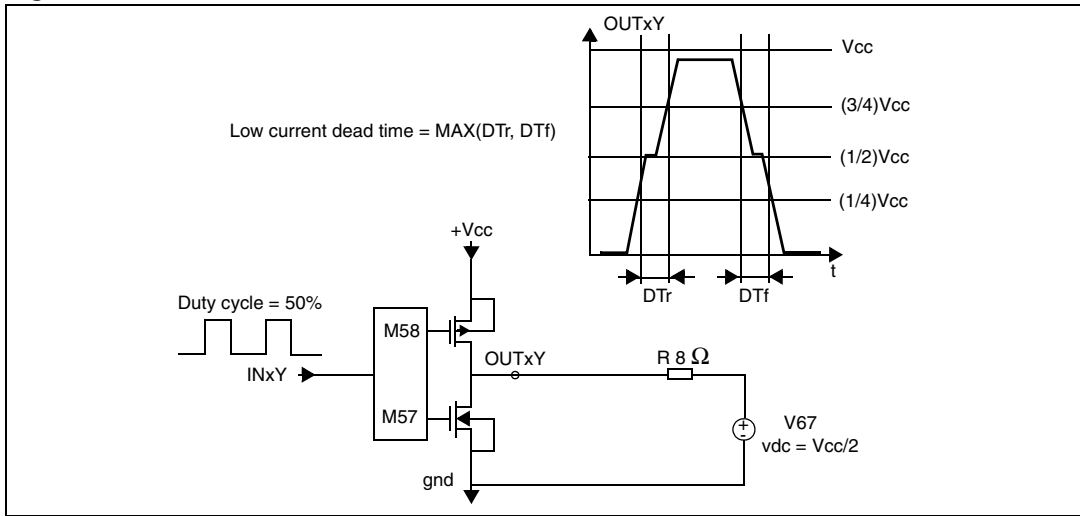 OUTxY
Vcc
(3/4)Vcc
Low current dead time = MAX(DTr, DTf)
(1/2)Vcc
(1/4)Vcc
+Vcc
t
DTr
DTf
Duty cycle = 50%
M58
OUTxY
R 8 Ω
INxY
M57
V67
vdc = Vcc/2
+
-
gnd